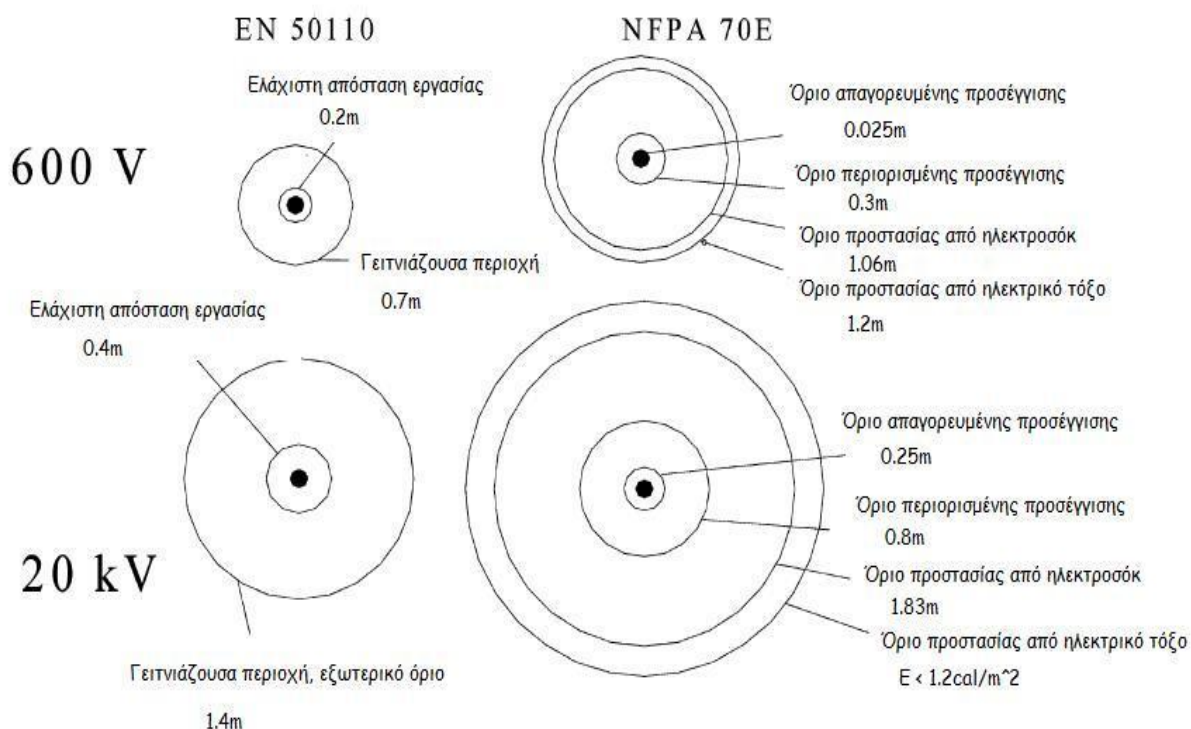 EN 50110
NFPA 70E
600 V
Ελάχιστη απόσταση εργασίας
0.2m
Γειτνιάζουσα περιοχή
0.7m
Όριο απαγορευμένης προσέγγισης
0.025m
Όριο περιορισμένης προσέγγισης
0.3m
Όριο προστασίας από ηλεκτροσόκ
1.06m
Όριο προστασίας από ηλεκτρικό τόξο
1.2m
20 kV
Ελάχιστη απόσταση εργασίας
0.4m
Γειτνιάζουσα περιοχή, εξωτερικό όριο
1.4m
Όριο απαγορευμένης προσέγγισης
0.25m
Όριο περιορισμένης προσέγγισης
0.8m
Όριο προστασίας από ηλεκτροσόκ
1.83m
Όριο προστασίας από ηλεκτρικό τόξο
E < 1.2cal/m^2